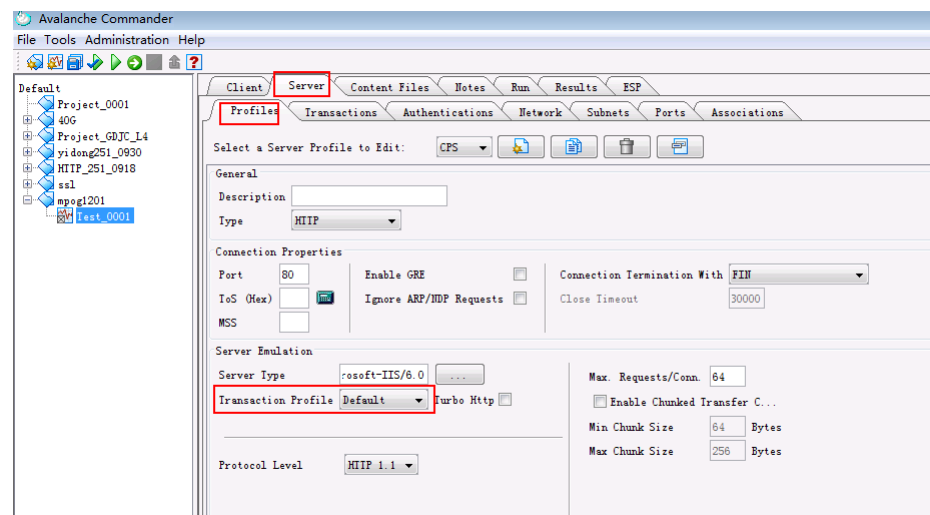 Avalanche Commander
File Tools Administration Help
Default
Project_0001
40G
Project_GDJC_L4
yidong251_0930
HTTP_251_0918
ssl
mpog1201
Test_0001
Client Server Content Files Notes Run Results ESP
Profiles Transactions Authentications Network Subnets Ports Associations
Select a Server Profile to Edit: CPS
General
Description
Type HTTP
Connection Properties
Port 80 Enable GRE Connection Termination With FIN
ToS (Hex) Ignore ARP/NDP Requests Close Timeout 30000
MSS
Server Emulation
Server Type rosoft-IIS/6.0 ... Max. Requests/Conn. 64
Transaction Profile Default Turbo Http Enable Chunked Transfer C...
Min Chunk Size 64 Bytes
Max Chunk Size 256 Bytes
Protocol Level HTTP 1.1